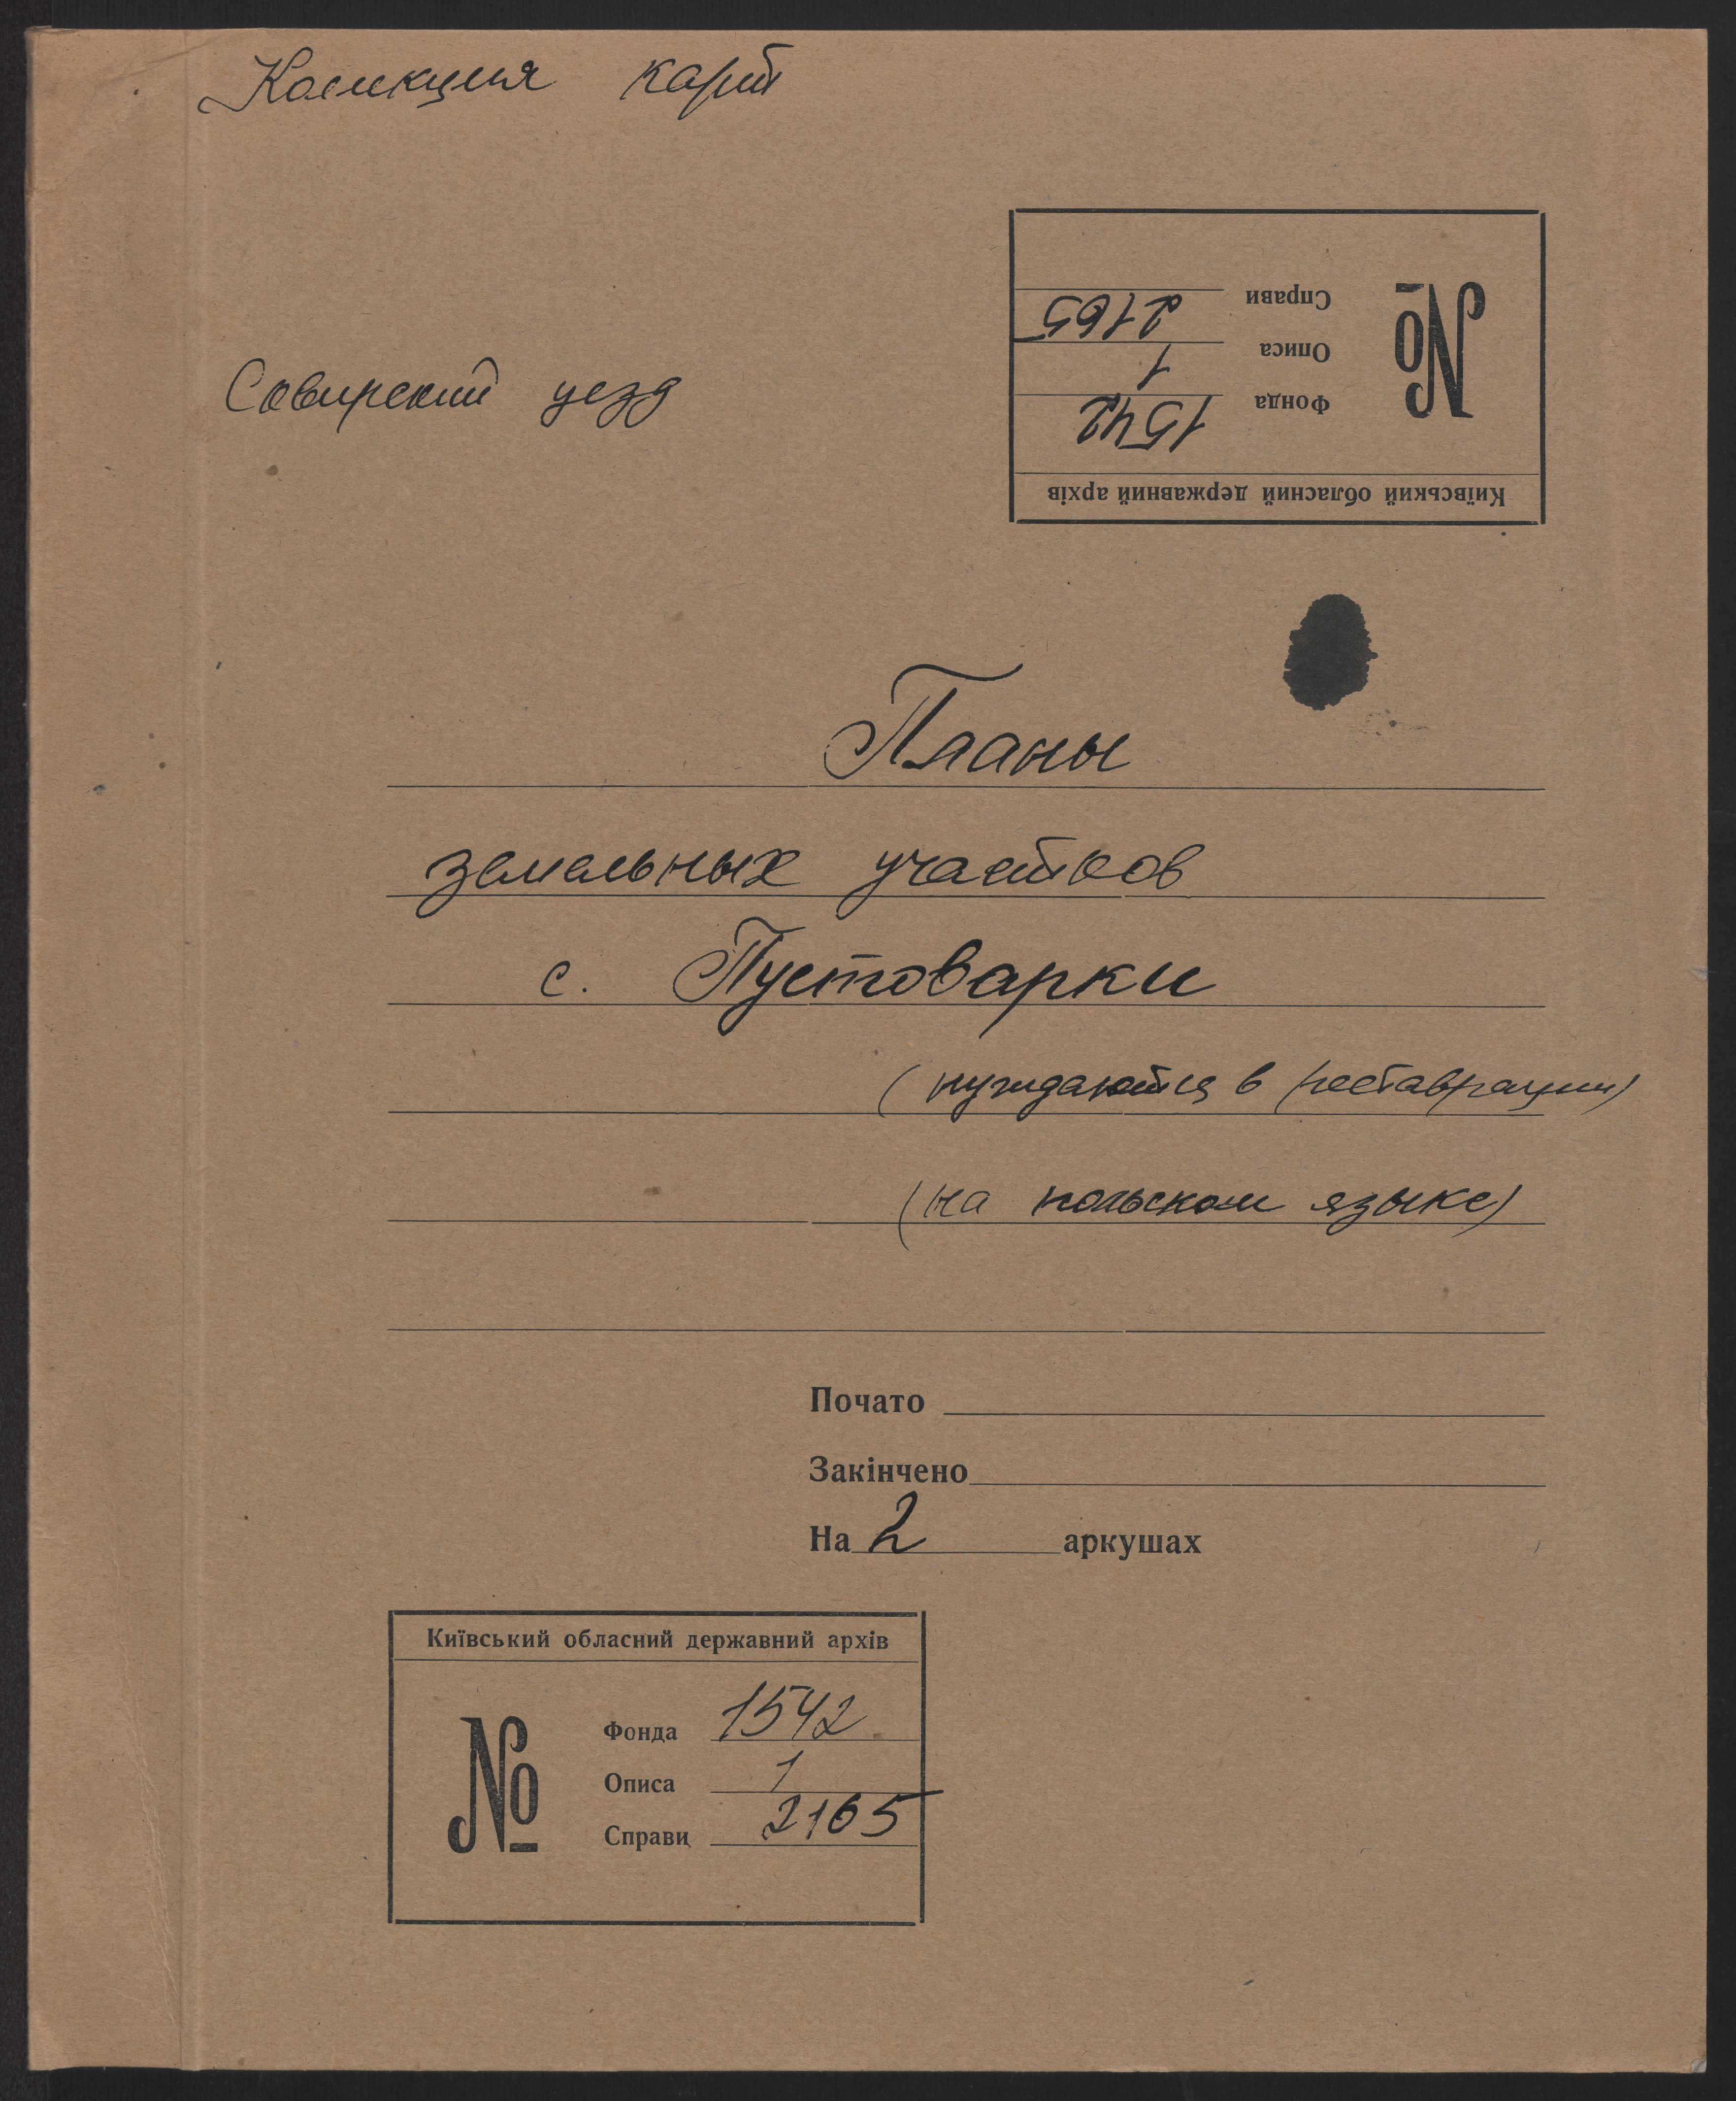 Колекция карт
Справи 2165
Описа 1
Фонда 1542
№
Київський обласний державний архів
Сквирский уезд
Планы
земельных участков
с. Пустоварки
(нуждаются в реставрации)
(на польском языке)
Почато
Закінчено
На 2 аркушах
Київський обласний державний архів
№
Фонда 1542
Описа 1
Справи 2165